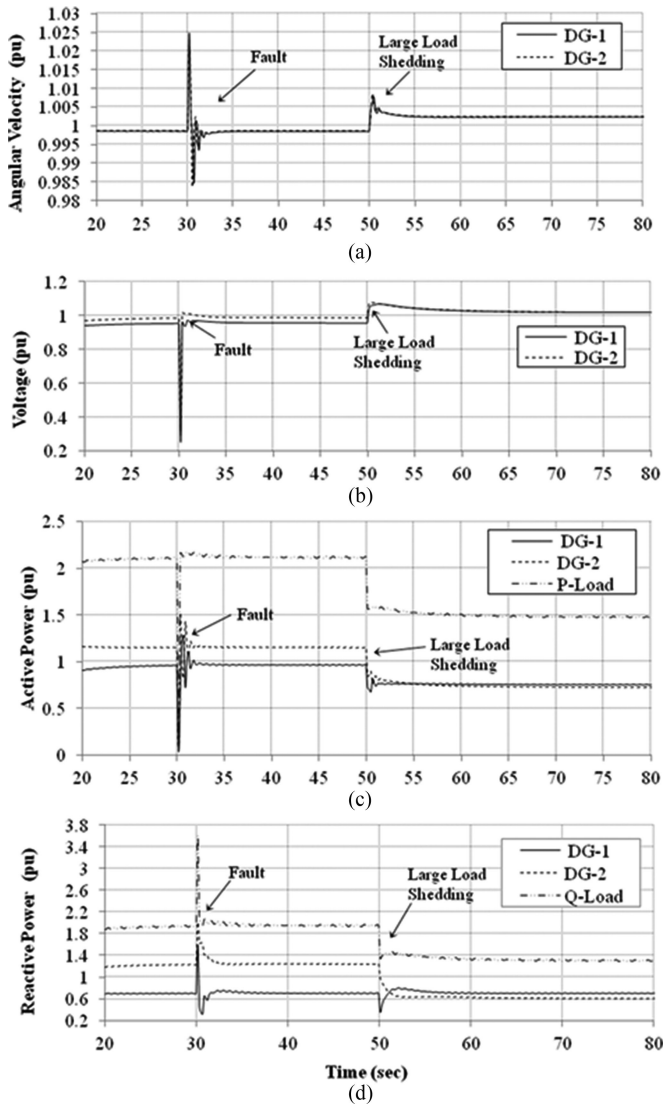 1.03
1.025
1.02
1.015
1.01
1.005
1
0.995
0.99
0.985
0.98
Angular Velocity (pu)
Fault
Large Load
Shedding
DG-1
DG-2
20 25 30 35 40 45 50 55 60 65 70 75 80
(a)
1.2
1
0.8
0.6
0.4
0.2
Voltage (pu)
Fault
Large Load
Shedding
DG-1
DG-2
20 25 30 35 40 45 50 55 60 65 70 75 80
(b)
2.5
2
1.5
1
0.5
0
Active Power (pu)
Fault
Large Load
Shedding
DG-1
DG-2
P-Load
20 25 30 35 40 45 50 55 60 65 70 75 80
(c)
3.8
3.4
3
2.6
2.2
1.8
1.4
1
0.6
0.2
Reactive Power (pu)
Fault
Large Load
Shedding
DG-1
DG-2
Q-Load
20 30 40 50 60 70 80
Time (sec)
(d)